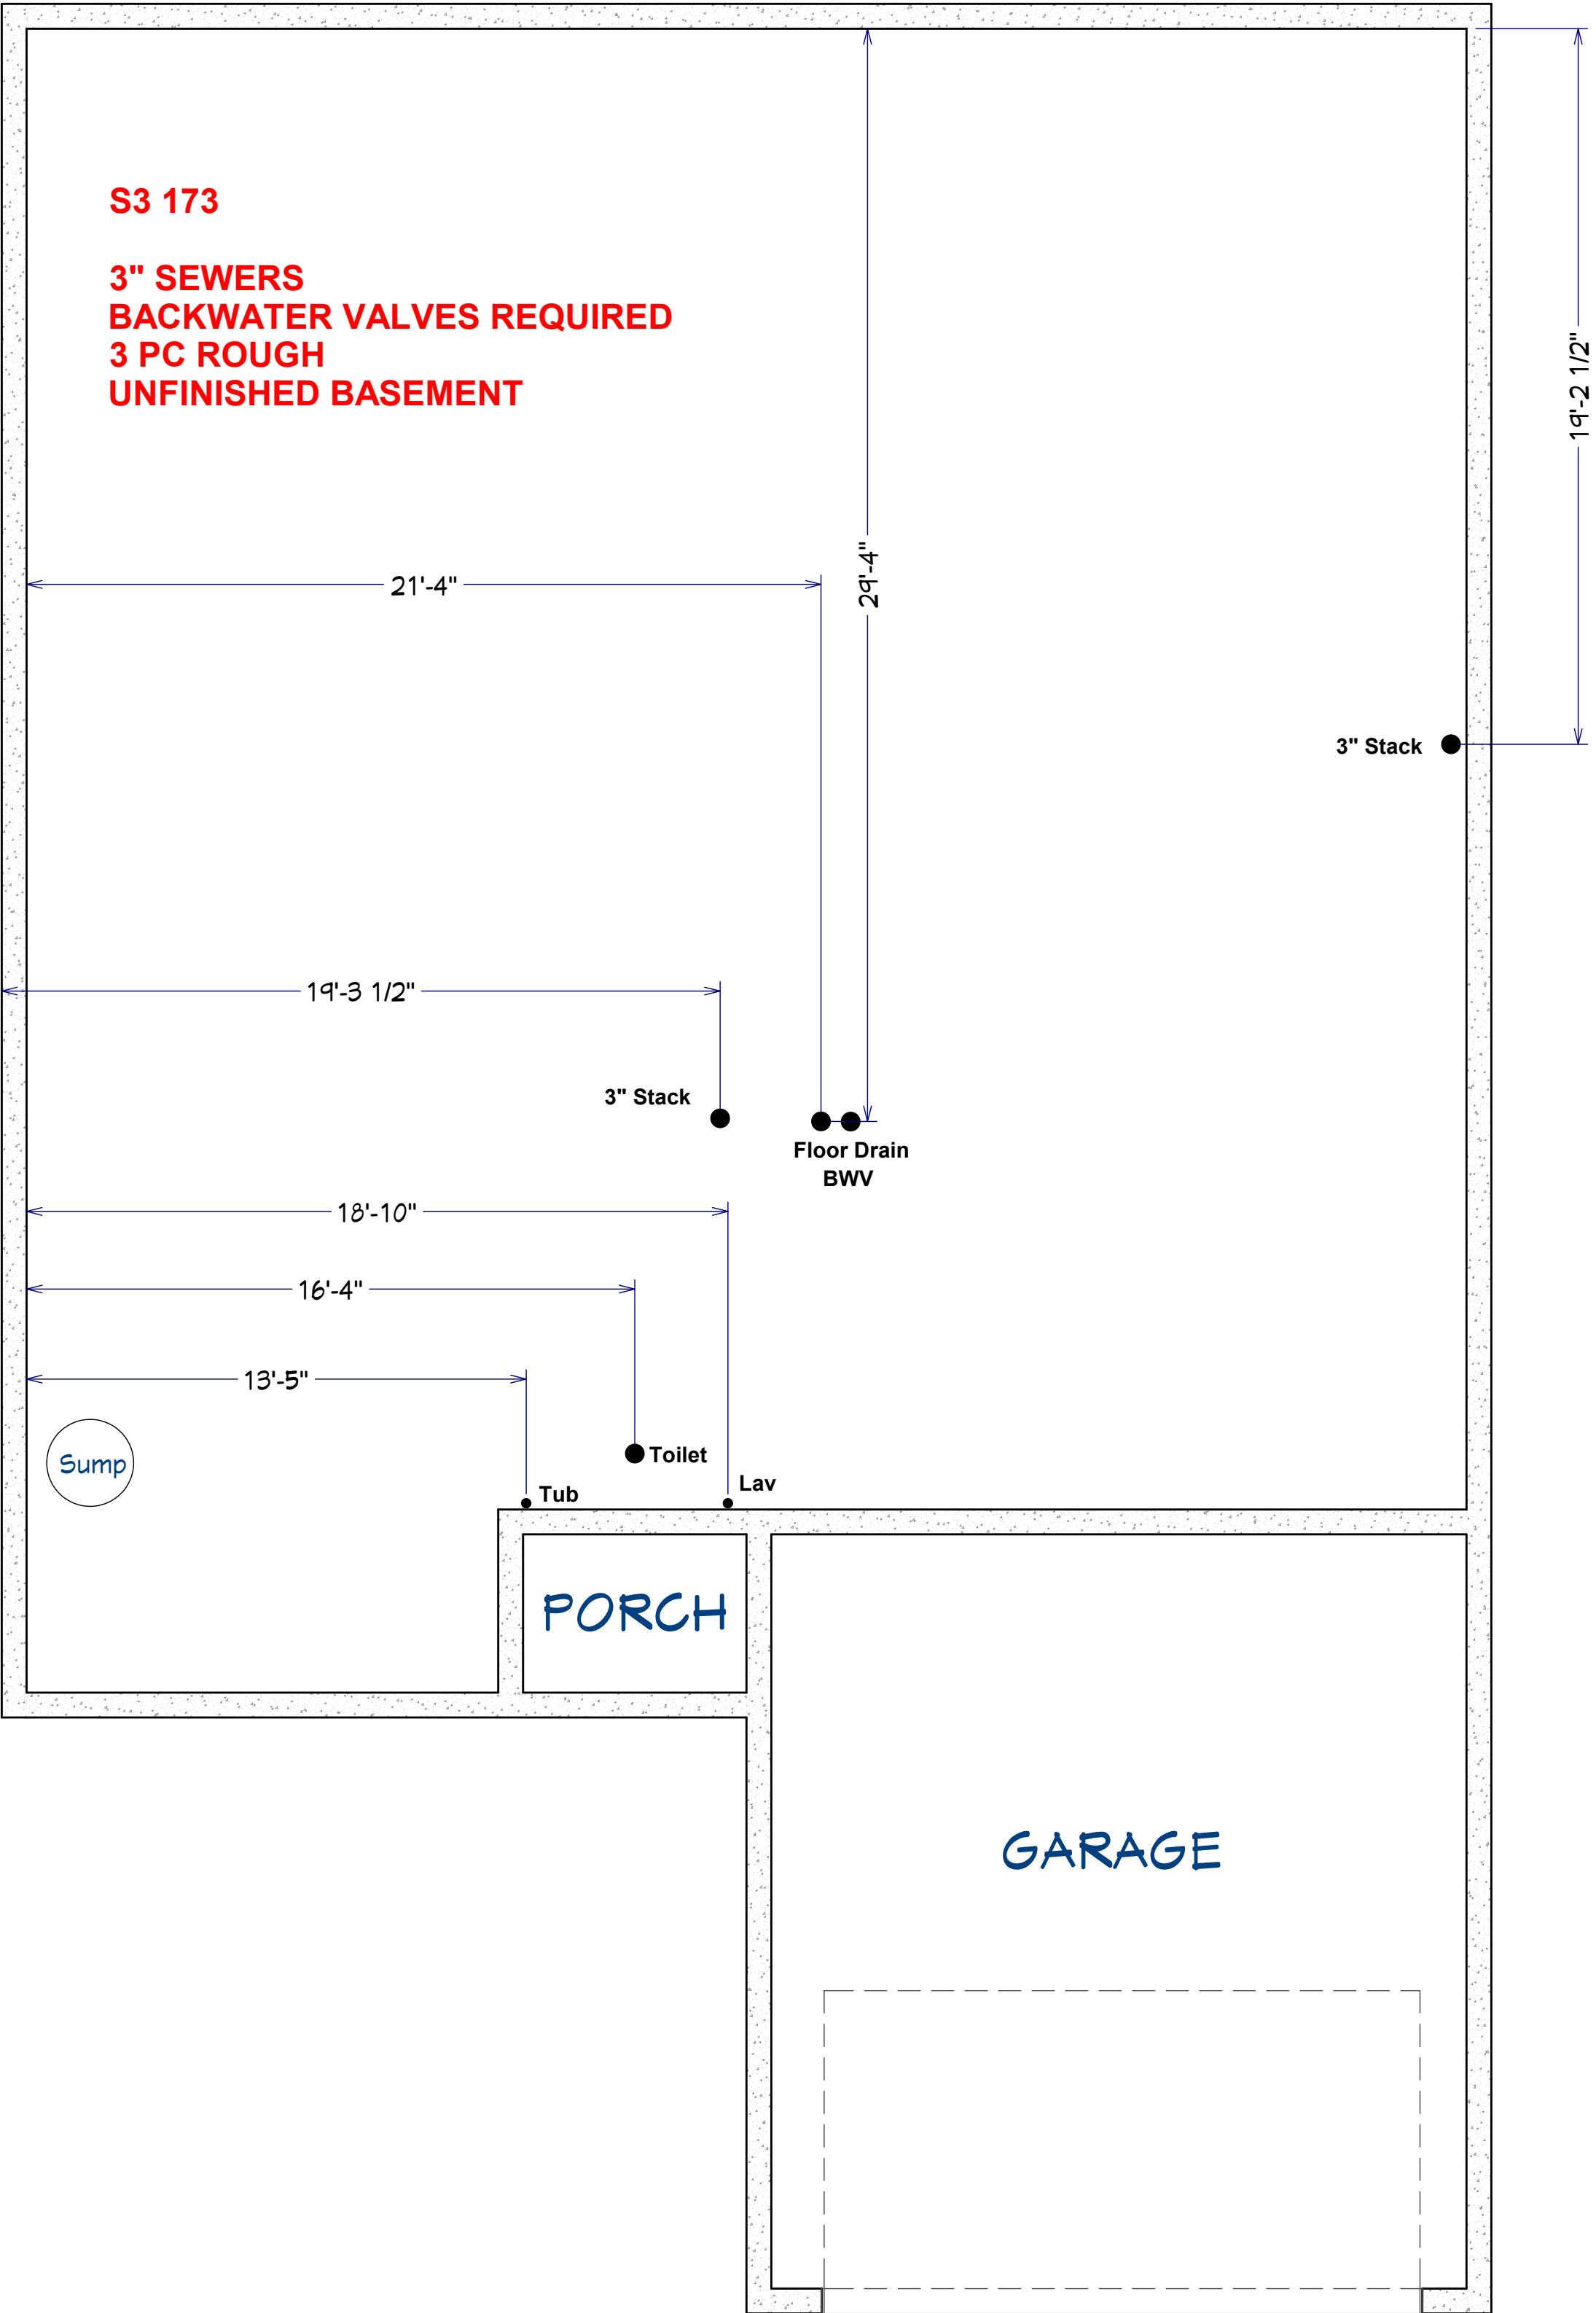 S3 173
3" SEWERS
BACKWATER VALVES REQUIRED
3 PC ROUGH
UNFINISHED BASEMENT
19'-2 1/2"
29'-4"
21'-4"
3" Stack
19'-3 1/2"
3" Stack
Floor Drain
BWV
18'-10"
16'-4"
13'-5"
Sump
Toilet
Tub
Lav
PORCH
GARAGE